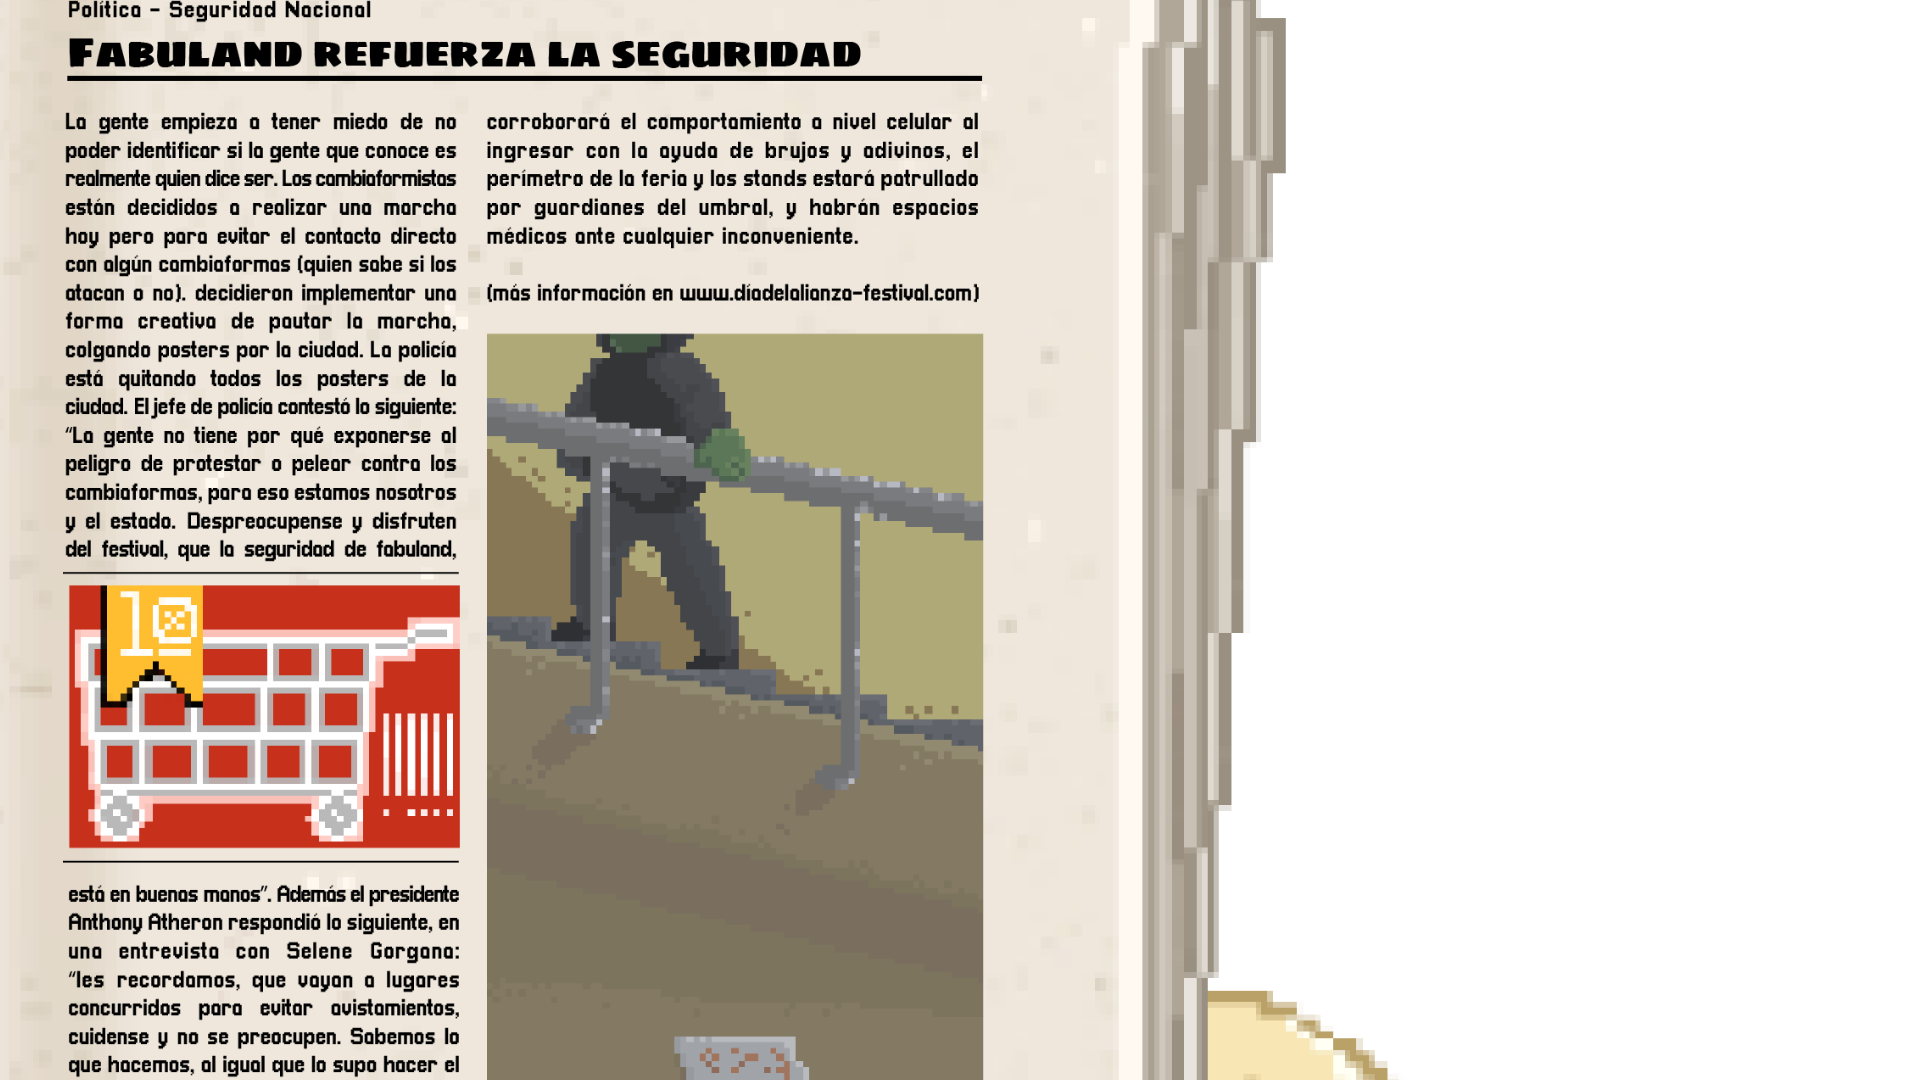 Política - Seguridad Nacional
FABULAND REFUERZA LA SEGURIDAD
La gente empieza a tener miedo de no
poder identificar si la gente que conoce es
realmente quien dice ser. Los cambiaformistas
están decididos a realizar una marcha
hoy pero para evitar el contacto directo
con algún cambiaformas (quien sabe si los
atacan o no). decidieron implementar una
forma creativa de pautar la marcha,
colgando posters por la ciudad. La policía
está quitando todos los posters de la
ciudad. El jefe de policía contestó lo siguiente:
“La gente no tiene por qué exponerse al
peligro de protestar o pelear contra los
cambiaformas, para eso estamos nosotros
y el estado. Despreocupense y disfruten
del festival, que la seguridad de fabuland,
10
está en buenas manos”. Además el presidente
Anthony Atheron respondió lo siguiente, en
una entrevista con Selene Gorgana:
“les recordamos, que vayan a lugares
concurridos para evitar avistamientos,
cuidense y no se preocupen. Sabemos lo
que hacemos, al igual que lo supo hacer el
corroborará el comportamiento a nivel celular al
ingresar con la ayuda de brujos y adivinos, el
perímetro de la feria y los stands estará patrullado
por guardianes del umbral, y habrán espacios
médicos ante cualquier inconveniente.
(más información en www.díadelalianza-festival.com)